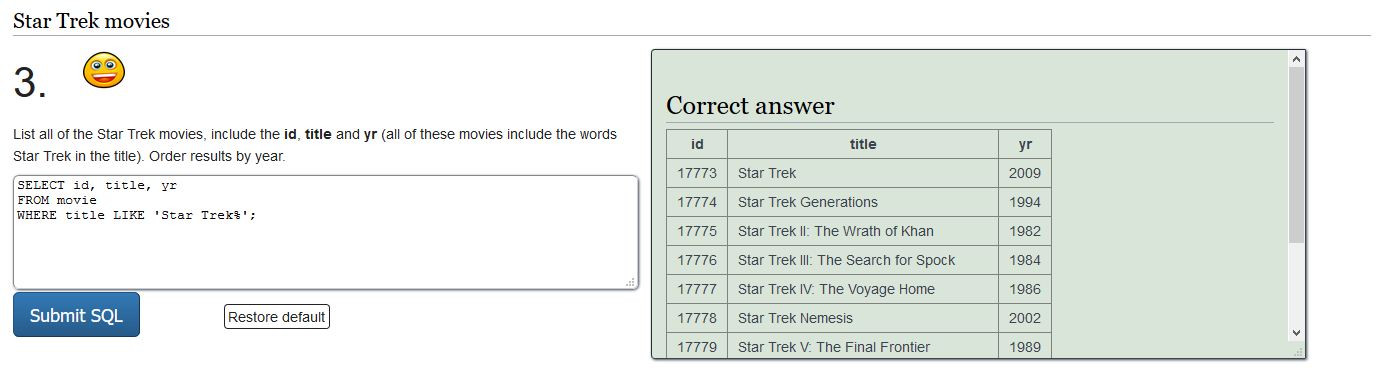 Star Trek movies
3.
List all of the Star Trek movies, include the id, title and yr (all of these movies include the words
Star Trek in the title). Order results by year.
SELECT id, title, yr
FROM movie
WHERE title LIKE 'Star Trek%';
Submit SQL
Restore default
Correct answer
id title yr
17773 Star Trek 2009
17774 Star Trek Generations 1994
17775 Star Trek II: The Wrath of Khan 1982
17776 Star Trek III: The Search for Spock 1984
17777 Star Trek IV: The Voyage Home 1986
17778 Star Trek Nemesis 2002
17779 Star Trek V: The Final Frontier 1989